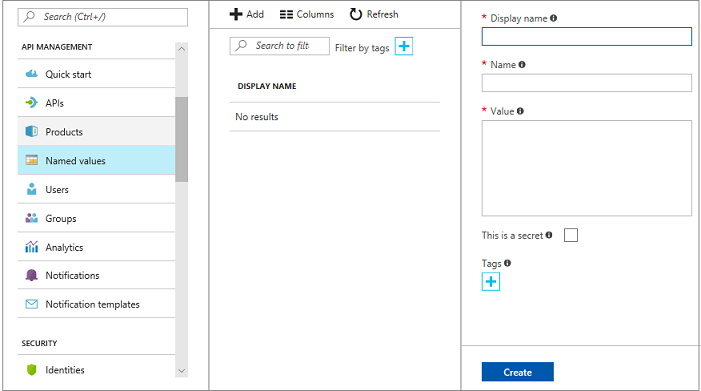 Search (Ctrl+/)
API MANAGEMENT
Quick start
APIs
Products
Named values
Users
Groups
Analytics
Notifications
Notification templates
SECURITY
Identities
Add Columns Refresh
Search to filt Filter by tags
DISPLAY NAME
No results
* Display name
* Name
* Value
This is a secret
Tags
Create